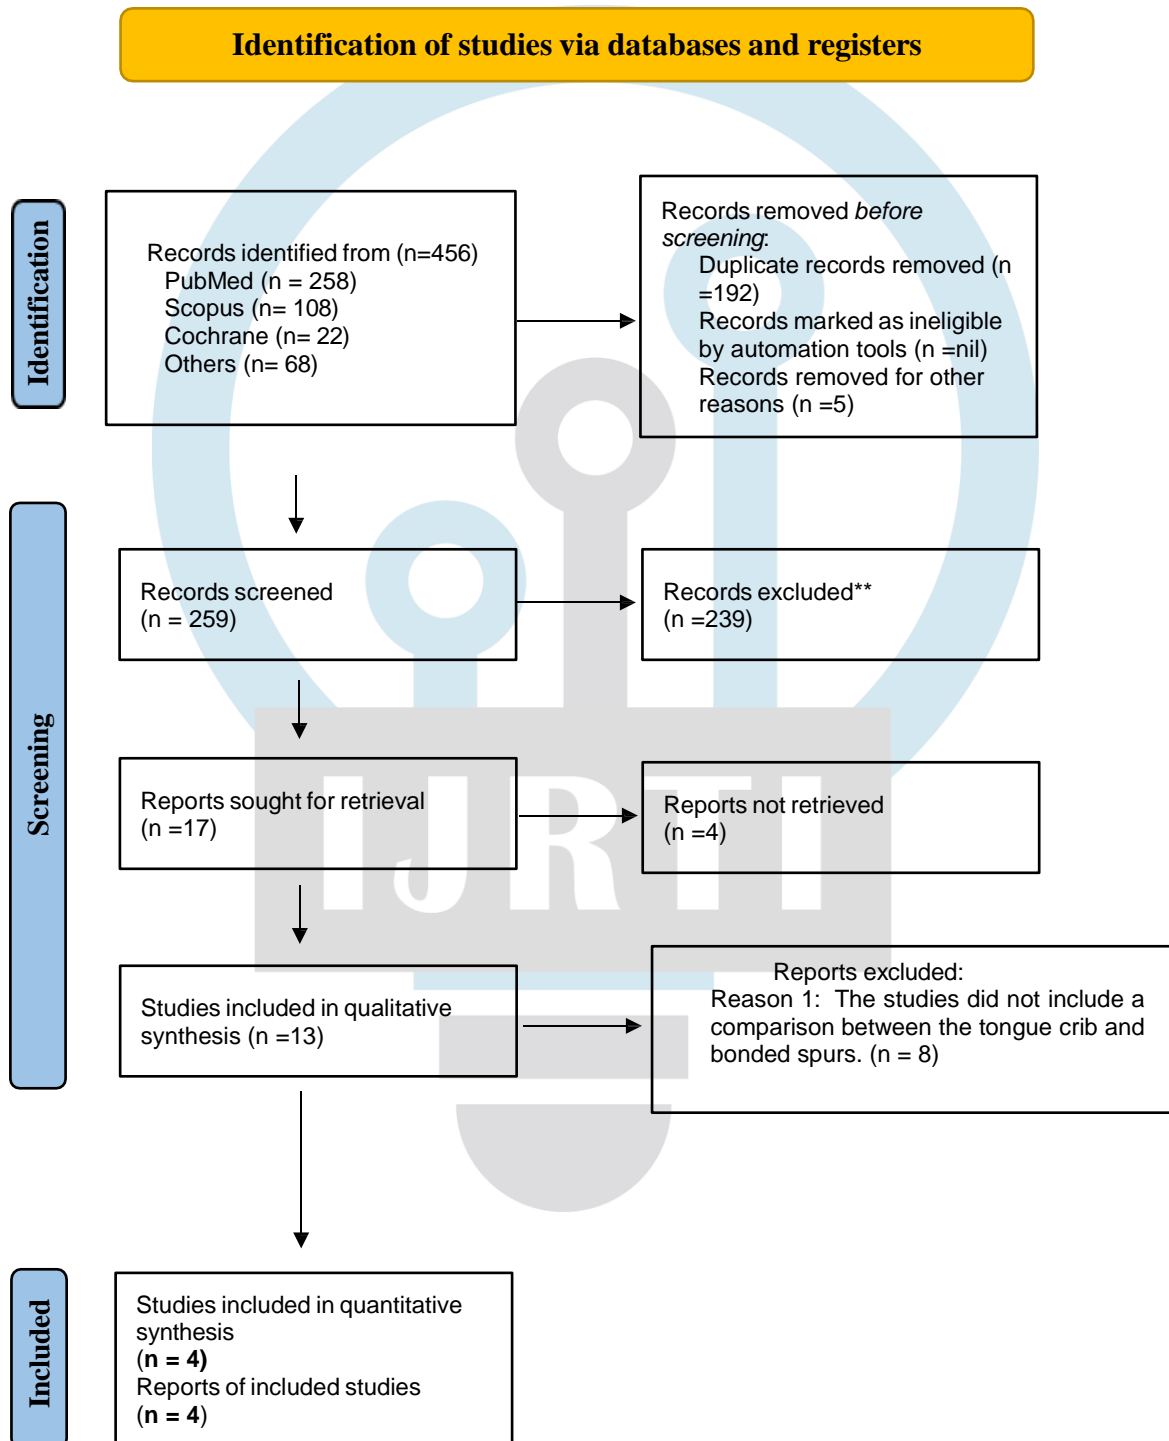 Identification of studies via databases and registers
Identification
Records identified from (n=456)
PubMed (n = 258)
Scopus (n= 108)
Cochrane (n= 22)
Others (n= 68)
Records removed before
screening:
Duplicate records removed (n
=192)
Records marked as ineligible
by automation tools (n =nil)
Records removed for other
reasons (n =5)
Screening
Records screened
(n = 259)
Records excluded**
(n =239)
Reports sought for retrieval
(n =17)
Reports not retrieved
(n =4)
IJRTI
Studies included in qualitative
synthesis (n =13)
Reports excluded:
Reason 1: The studies did not include a
comparison between the tongue crib and
bonded spurs. (n = 8)
Included
Studies included in quantitative
synthesis
(n = 4)
Reports of included studies
(n = 4)